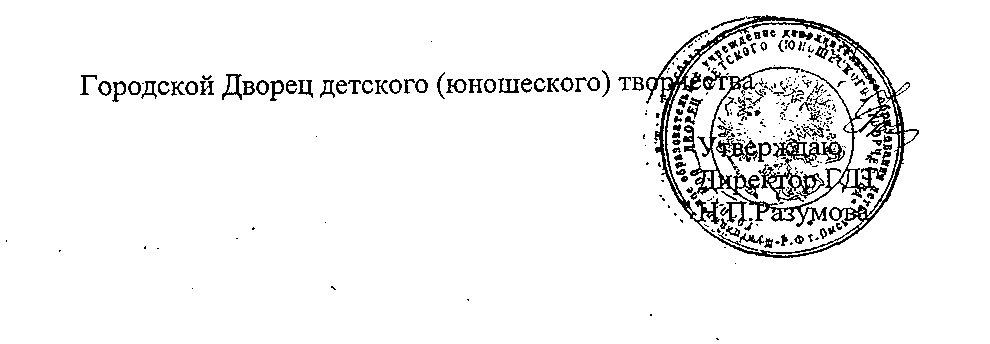 Городской Дворец детского (юношеского) творчества
Утверждаю
Директор ГДТ
Н.П.Разумова